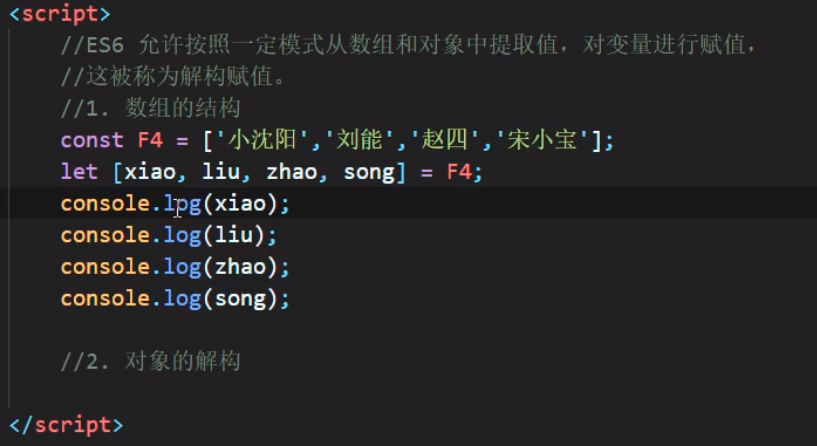 <script>
//ES6 允许按照一定模式从数组和对象中提取值，对变量进行赋值，
//这被称为解构赋值。
//1. 数组的结构
const F4 = ['小沈阳','刘能','赵四','宋小宝'];
let [xiao, liu, zhao, song] = F4;
console.log(xiao);
console.log(liu);
console.log(zhao);
console.log(song);
//2. 对象的解构
</script>